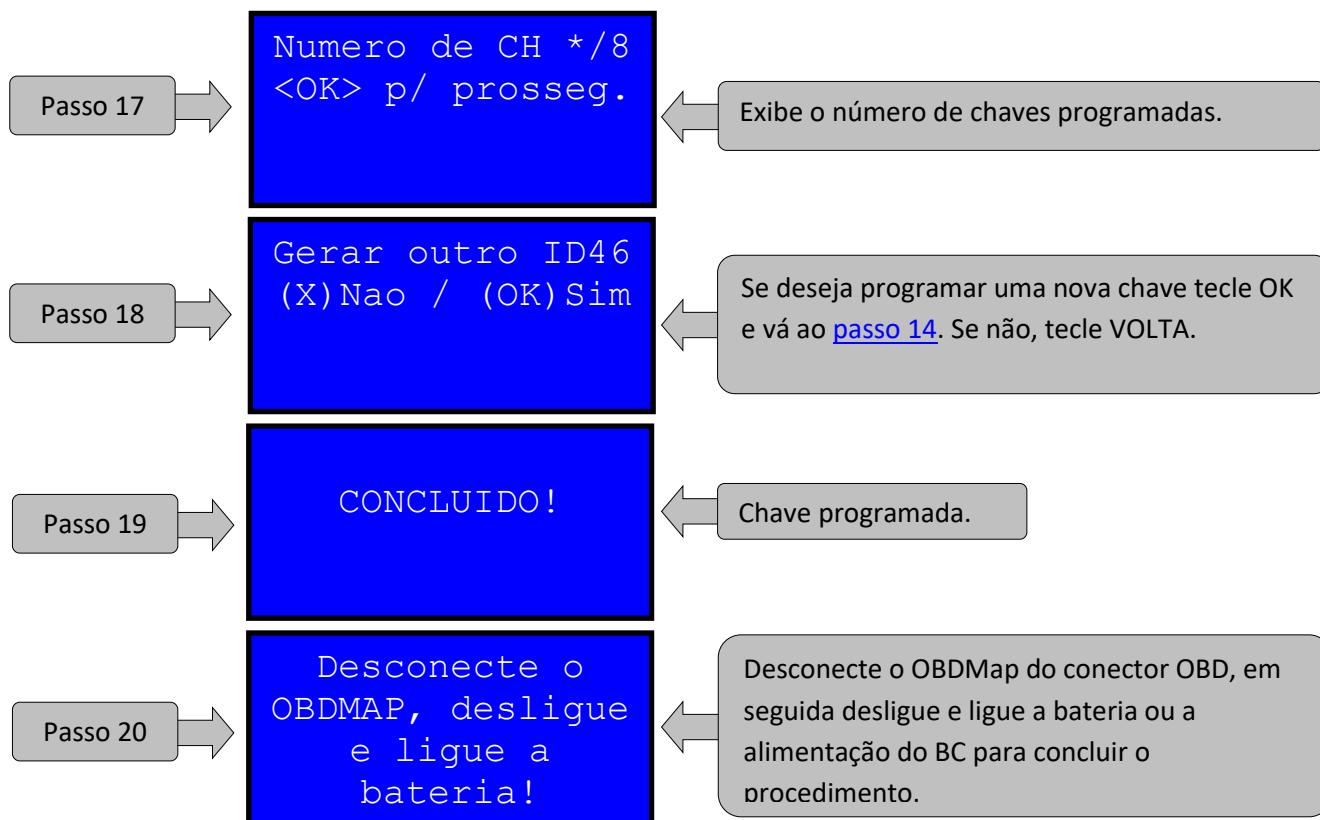 Passo 17
Numero de CH */8
<OK> p/ prosseg.
Exibe o número de chaves programadas.
Passo 18
Gerar outro ID46
(X)Nao / (OK)Sim
Se deseja programar uma nova chave tecle OK
e vá ao passo 14. Se não, tecle VOLTA.
Passo 19
CONCLUIDO!
Chave programada.
Passo 20
Desconecte o
OBDMAP, desligue
e ligue a
bateria!
Desconecte o OBDMap do conector OBD, em
seguida desligue e ligue a bateria ou a
alimentação do BC para concluir o
procedimento.